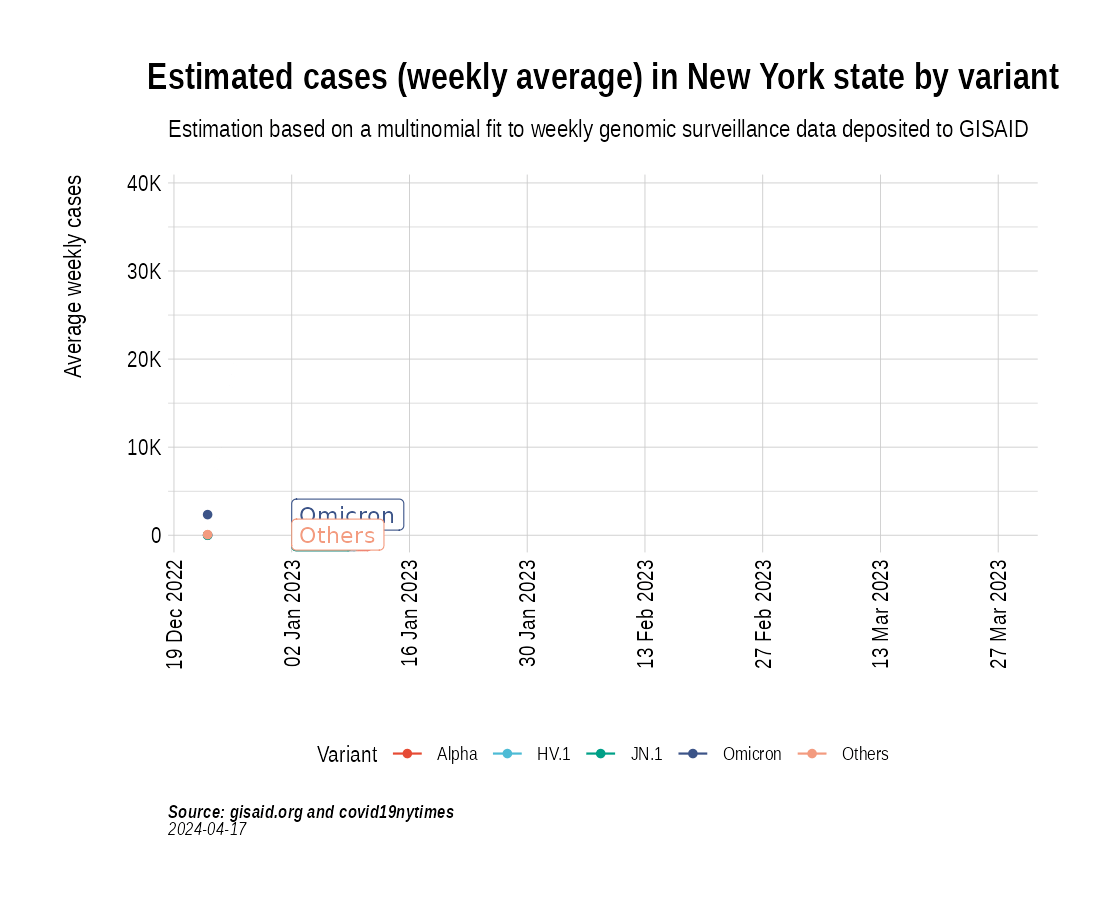 Estimated cases (weekly average) in New York state by variant
Estimation based on a multinomial fit to weekly genomic surveillance data deposited to GISAID
Average weekly cases
40K
30K
20K
10K
0
Omicron
Others
19 Dec 2022
02 Jan 2023
16 Jan 2023
30 Jan 2023
13 Feb 2023
27 Feb 2023
13 Mar 2023
27 Mar 2023
Variant Alpha HV.1 JN.1 Omicron Others
Source: gisaid.org and covid19nytimes
2024-04-17